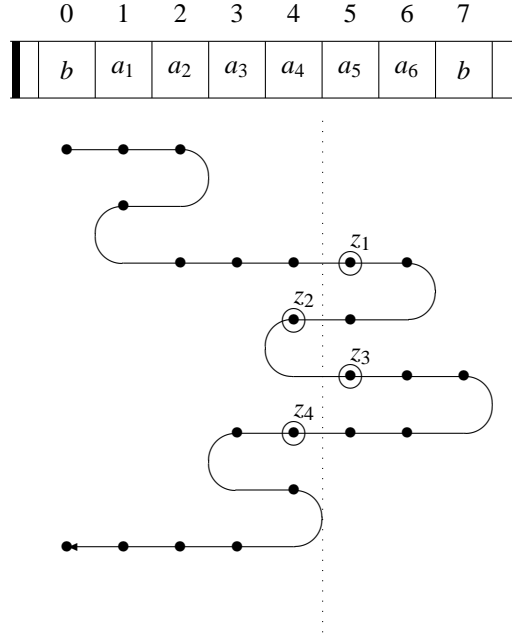 0 1 2 3 4 5 6 7
b a₁ a₂ a₃ a₄ a₅ a₆ b
z₁
z₂
z₃
z₄